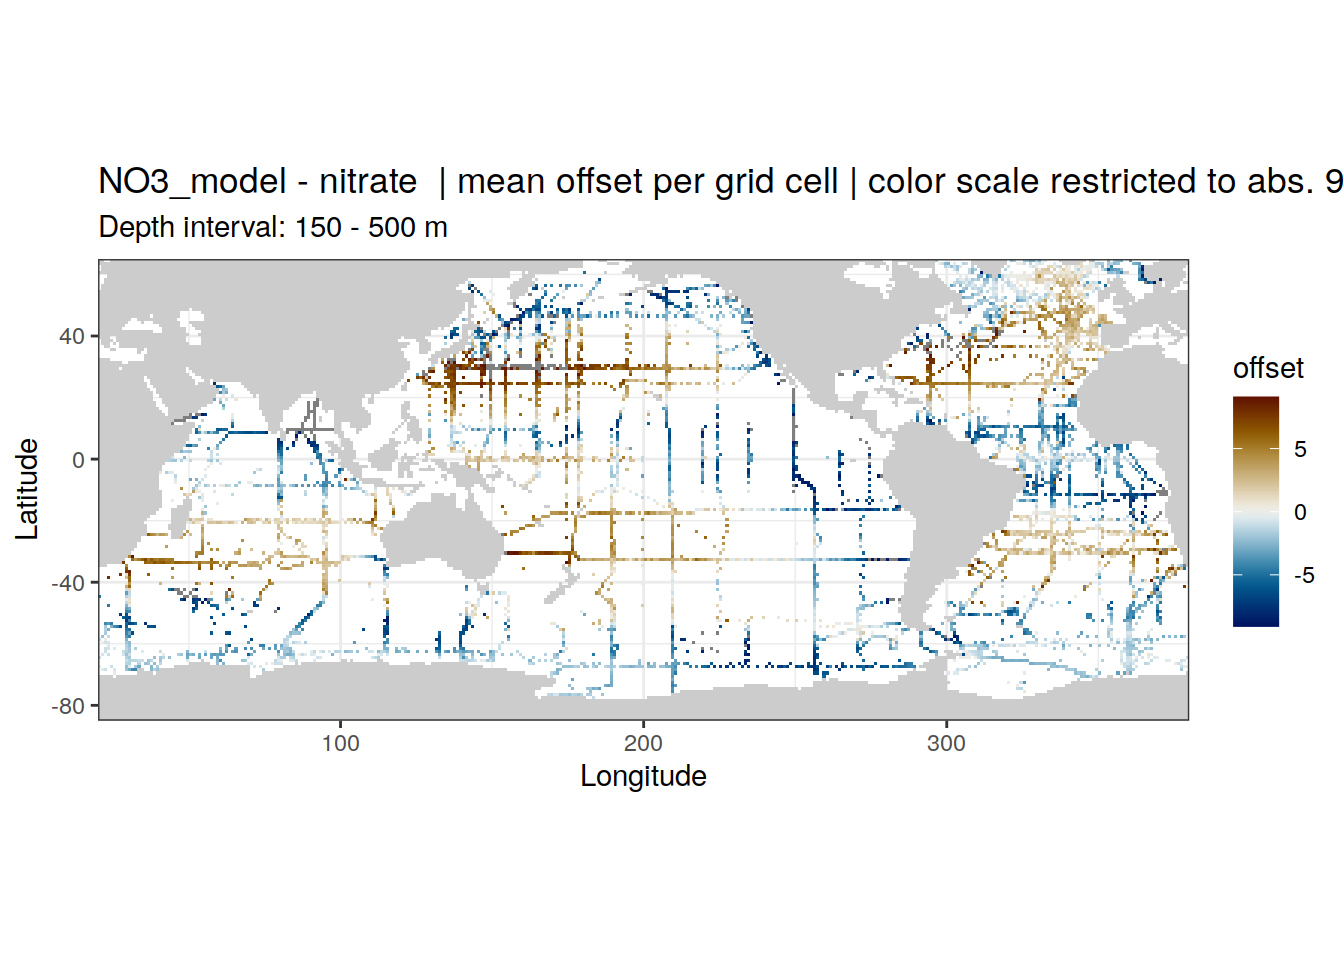 NO3_model - nitrate  | mean offset per grid cell | color scale restricted to abs. 9
Depth interval: 150 - 500 m
offset
5
0
-5
40
0
-40
-80
Latitude
100
200
300
Longitude